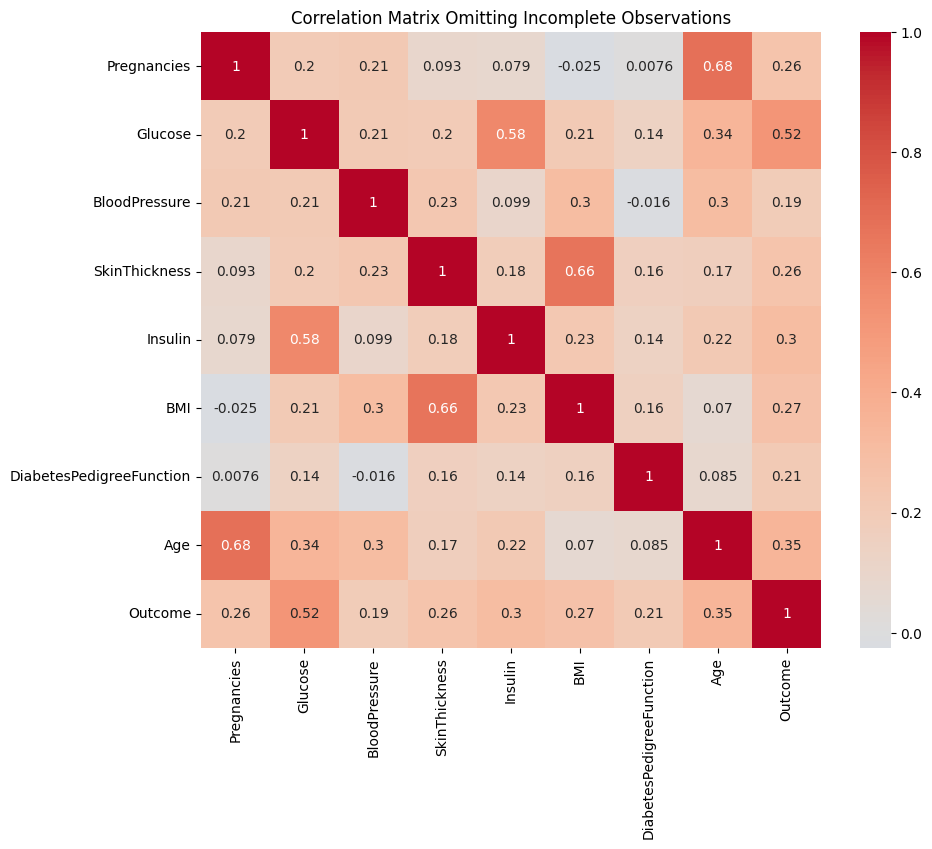 Correlation Matrix Omitting Incomplete Observations
Pregnancies 1 0.2 0.21 0.093 0.079 -0.025 0.0076 0.68 0.26
Glucose 0.2 1 0.21 0.2 0.58 0.21 0.14 0.34 0.52
BloodPressure 0.21 0.21 1 0.23 0.099 0.3 -0.016 0.3 0.19
SkinThickness 0.093 0.2 0.23 1 0.18 0.66 0.16 0.17 0.26
Insulin 0.079 0.58 0.099 0.18 1 0.23 0.14 0.22 0.3
BMI -0.025 0.21 0.3 0.66 0.23 1 0.16 0.07 0.27
DiabetesPedigreeFunction 0.0076 0.14 -0.016 0.16 0.14 0.16 1 0.085 0.21
Age 0.68 0.34 0.3 0.17 0.22 0.07 0.085 1 0.35
Outcome 0.26 0.52 0.19 0.26 0.3 0.27 0.21 0.35 1
Pregnancies
Glucose
BloodPressure
SkinThickness
Insulin
BMI
DiabetesPedigreeFunction
Age
Outcome
1.0
0.8
0.6
0.4
0.2
0.0